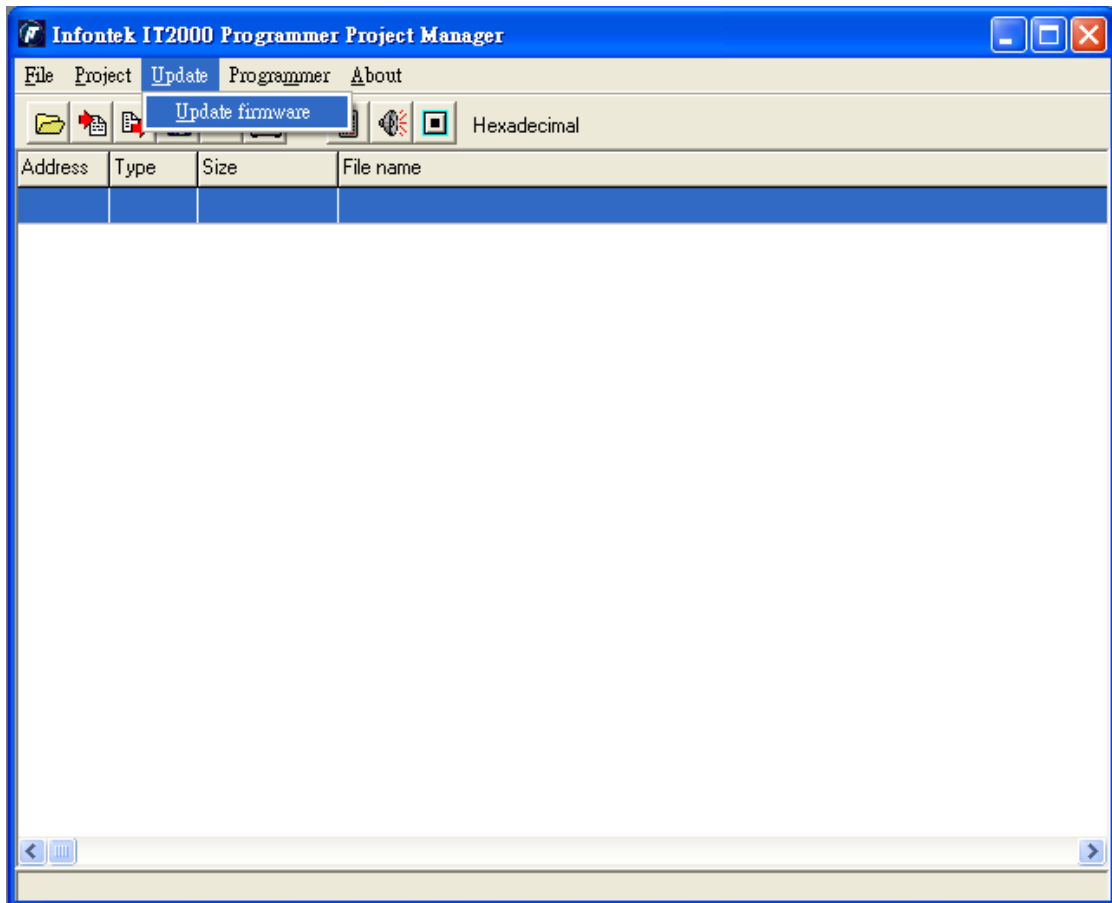 Infontek IT2000 Programmer Project Manager
File Project Update Programmer About
Update firmware
Hexadecimal
Address Type Size File name